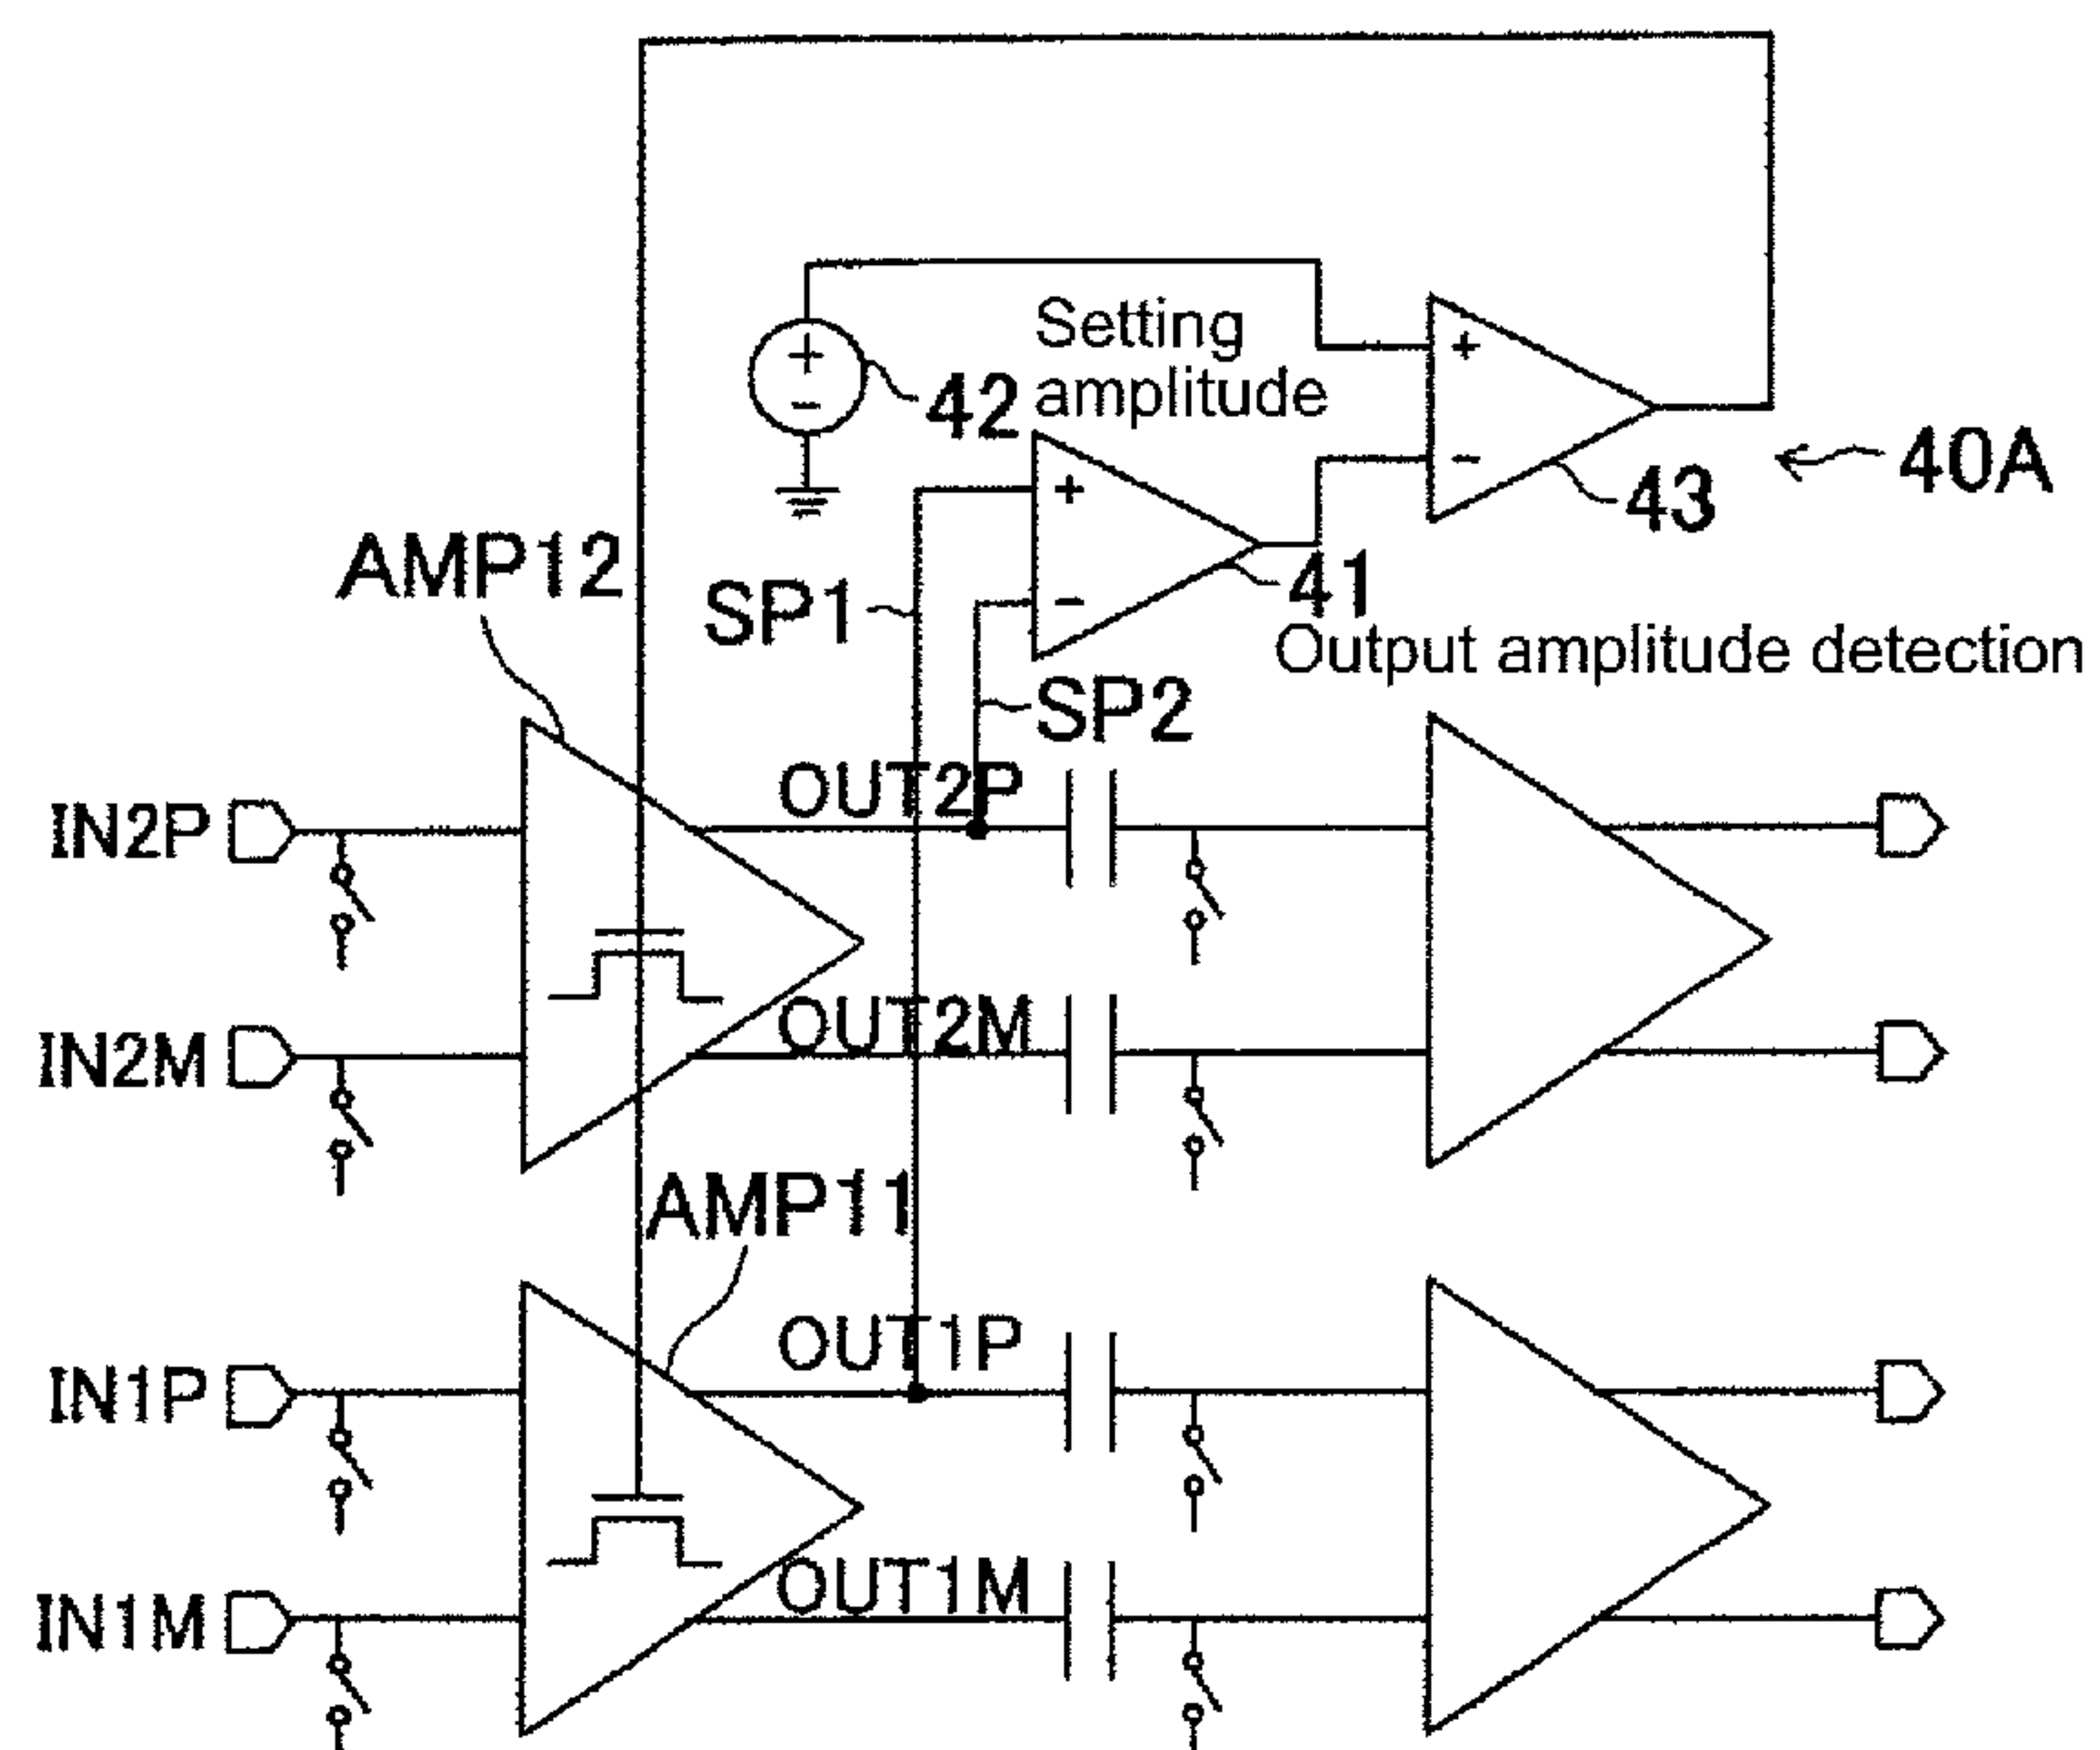 Setting
amplitude
42
+
-
+
-
40A
43
AMP12
SP1
+
-
41
Output amplitude detection
SP2
OUT2P
IN2P
OUT2M
IN2M
AMP11
OUT1P
IN1P
OUT1M
IN1M